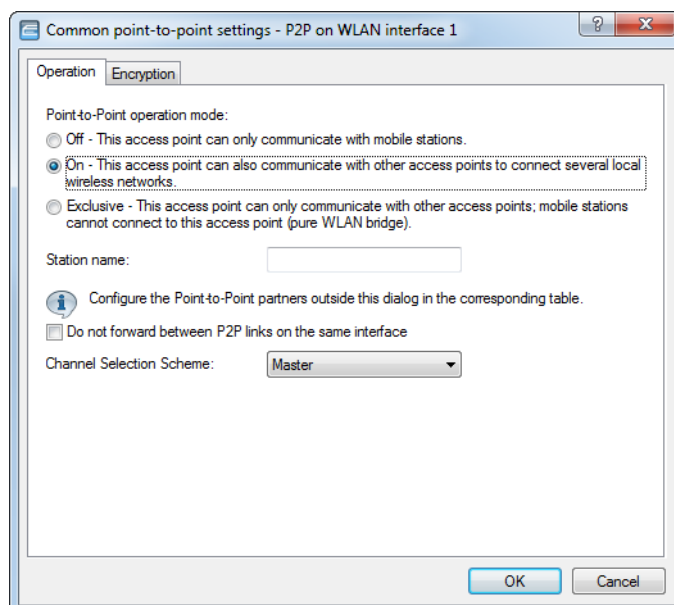 Common point-to-point settings - P2P on WLAN interface 1
Operation
Encryption
Point-to-Point operation mode:
Off - This access point can only communicate with mobile stations.
On - This access point can also communicate with other access points to connect several local
wireless networks.
Exclusive - This access point can only communicate with other access points; mobile stations
cannot connect to this access point (pure WLAN bridge).
Station name:
Configure the Point-to-Point partners outside this dialog in the corresponding table.
Do not forward between P2P links on the same interface
Channel Selection Scheme:
Master
OK
Cancel